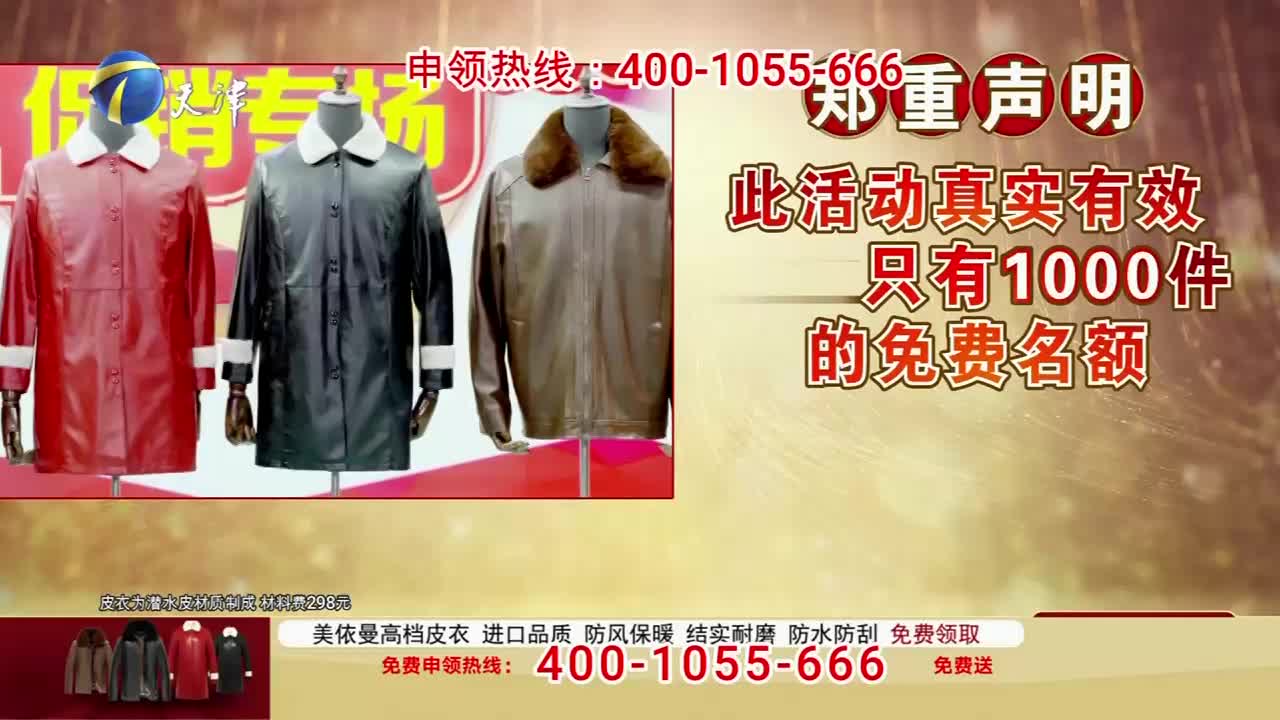 申领热线：400-1055-666
天津
促销专场
郑重声明
此活动真实有效
只有1000件
的免费名额
皮衣为潜水皮材质制成 材料费298元
美依曼高档皮衣 进口品质 防风保暖 结实耐磨 防水防刮 免费领取
免费申领热线： 400-1055-666 免费送